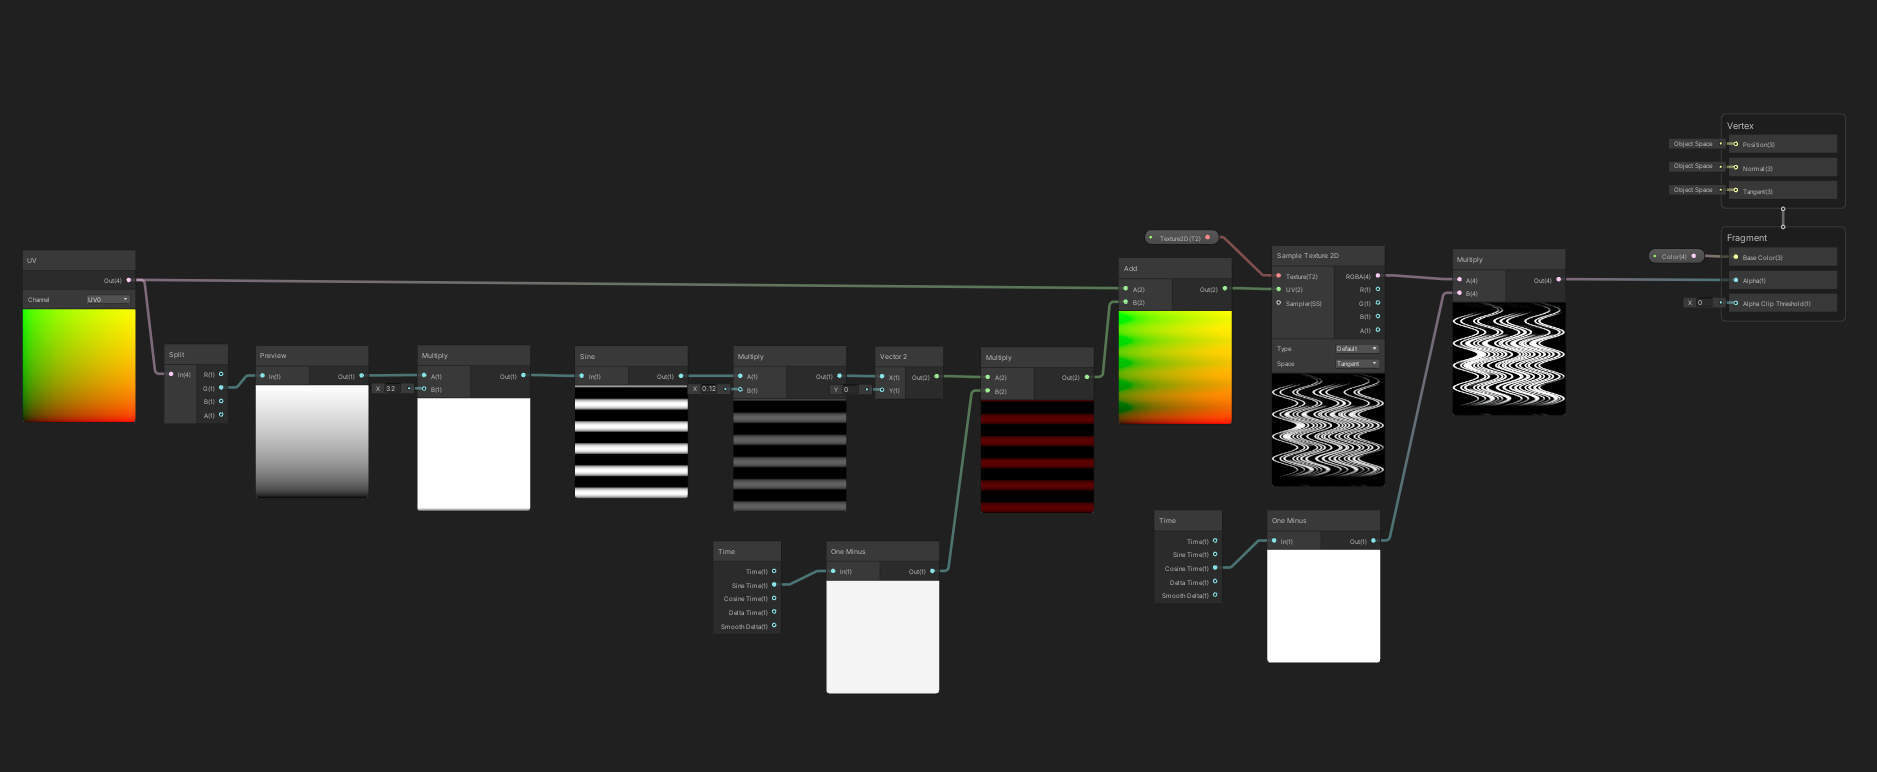 UV
Out(4)
Channel
UV0
Split
In(4)
R(1)
G(1)
B(1)
A(1)
Preview
In(1)
Out(1)
Multiply
X 32
A(1)
B(1)
Out(1)
Sine
In(1)
Out(1)
Multiply
X 0.12
A(1)
B(1)
Out(1)
Vector 2
Y 0
X(1)
Y(1)
Out(2)
Time
Time(1)
Sine Time(1)
Cosine Time(1)
Delta Time(1)
Smooth Delta(1)
One Minus
In(1)
Out(1)
Multiply
A(2)
B(2)
Out(2)
Add
A(2)
B(2)
Out(2)
Texture2D(T2)
Sample Texture 2D
Texture(T2)
UV(2)
Sampler(SS)
RGBA(4)
R(1)
G(1)
B(1)
A(1)
Type
Default
Space
Tangent
Time
Time(1)
Sine Time(1)
Cosine Time(1)
Delta Time(1)
Smooth Delta(1)
One Minus
In(1)
Out(1)
Multiply
A(4)
B(4)
Out(4)
Vertex
Object Space
Position(3)
Object Space
Normal(3)
Object Space
Tangent(3)
Fragment
Color(4)
Base Color(3)
Alpha(1)
X 0
Alpha Clip Threshold(1)